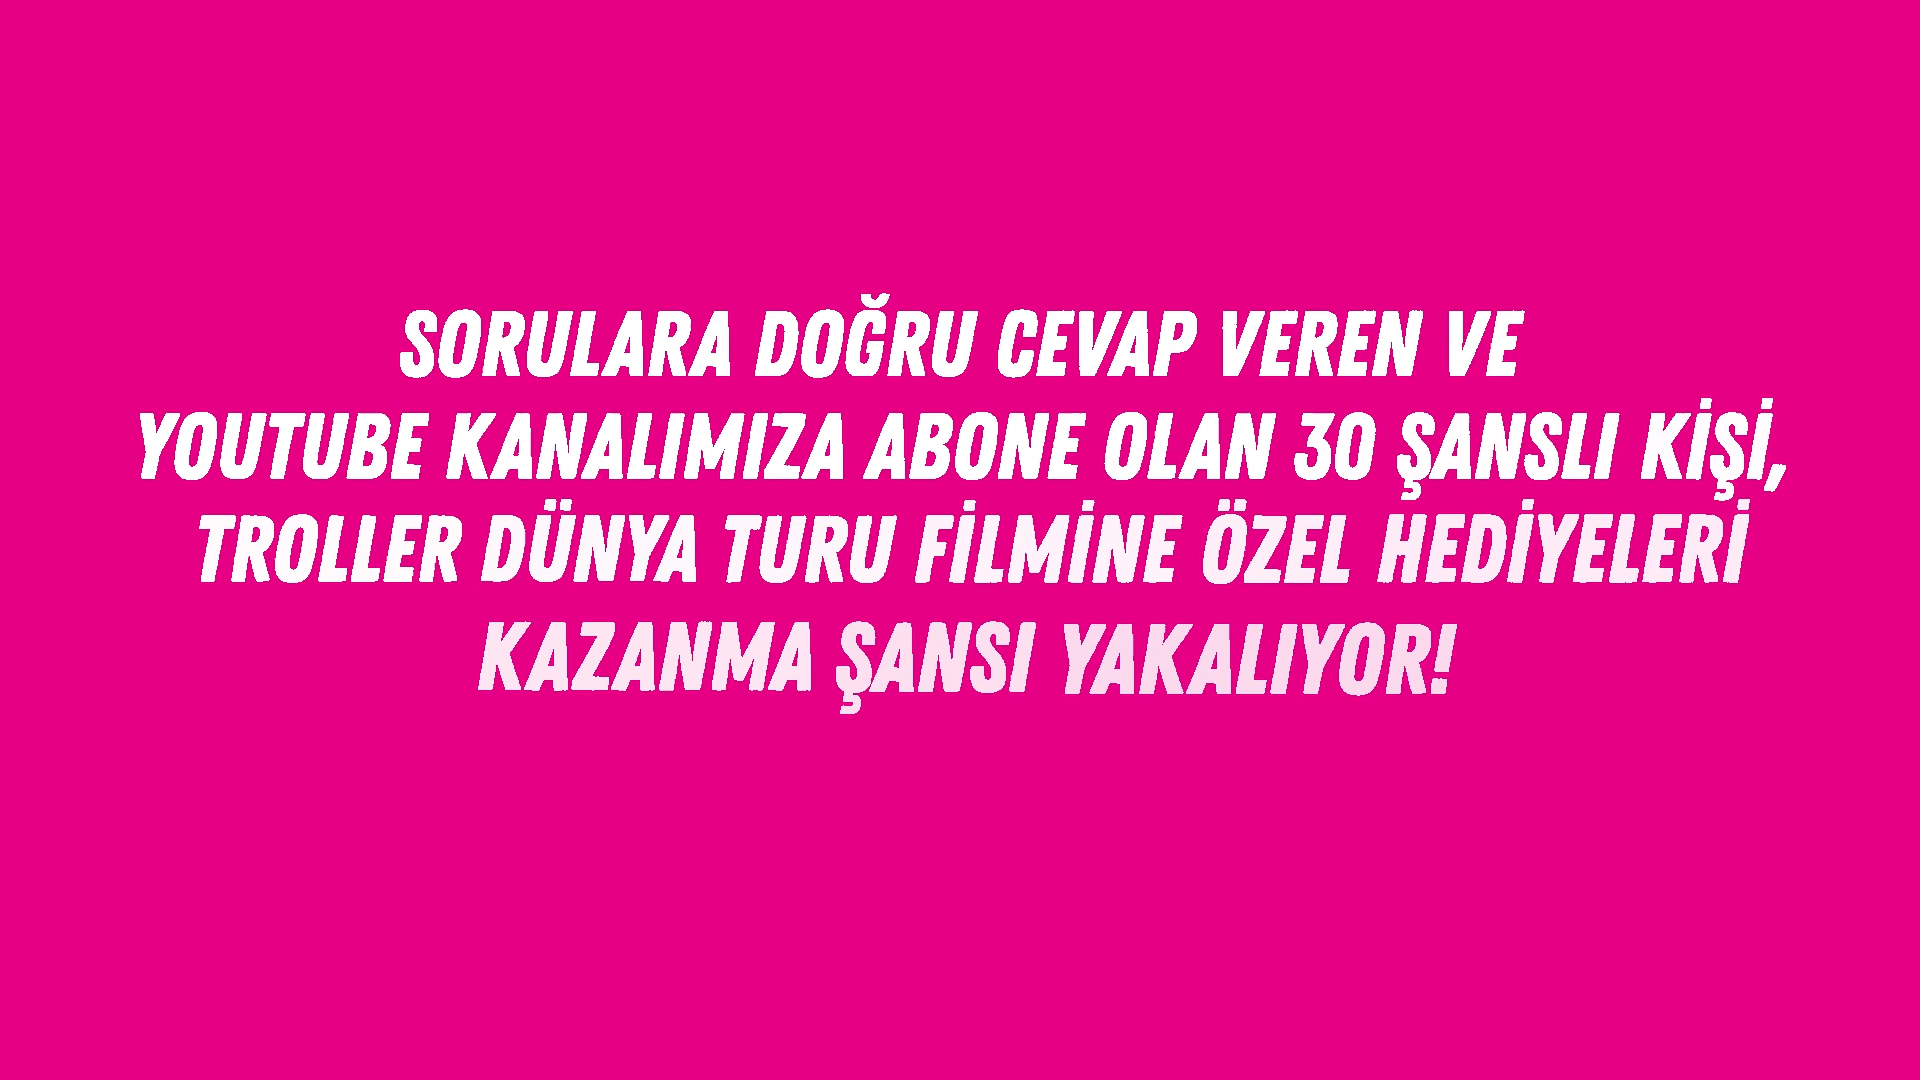 SORULARA DOĞRU CEVAP VEREN VE
YOUTUBE KANALIMIZA ABONE OLAN 30 ŞANSLI KİŞİ,
TROLLER DÜNYA TURU FİLMİNE ÖZEL HEDİYELERİ
KAZANMA ŞANSI YAKALIYOR!